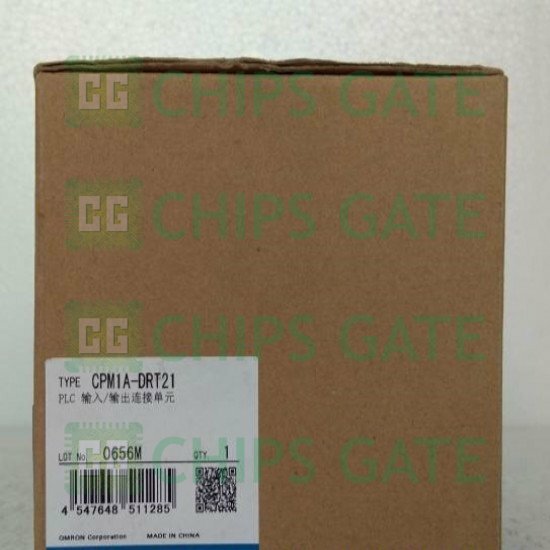 CG CHIPS GATE
CG CHIPS GATE
CG CHIPS GATE
TYPE CPM1A-DRT21
PLC 输入/输出连接单元
LOT No. 0656M QTY. 1
4 547648 511285
OMRON Corporation MADE IN CHINA
CG CHIPS GATE